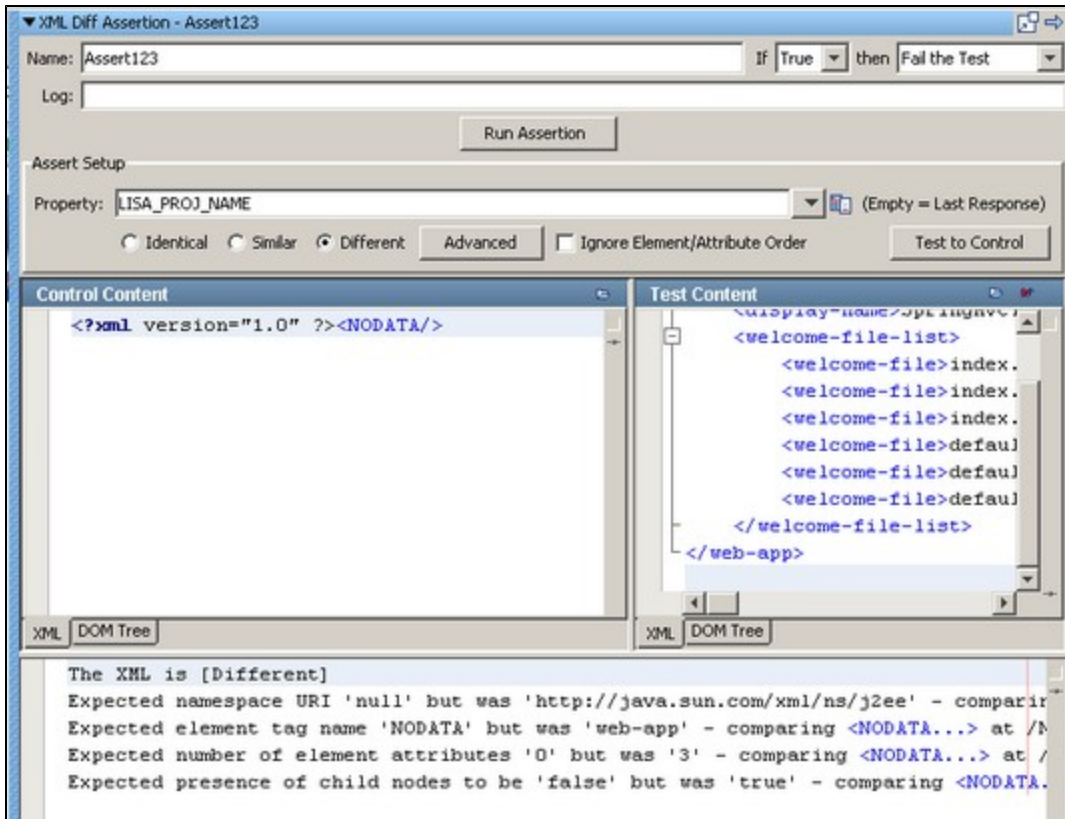 XML Diff Assertion - Assert123
Name: Assert123 If True then Fail the Test
Log:
Run Assertion
Assert Setup
Property: LISA_PROJ_NAME (Empty = Last Response)
Identical Similar Different Advanced Ignore Element/Attribute Order Test to Control
Control Content
<?xml version="1.0" ?><NODATA/>
XML DOM Tree
Test Content
<welcome-file-list>
<welcome-file>index.
<welcome-file>index.
<welcome-file>index.
<welcome-file>defaul
<welcome-file>defaul
<welcome-file>defaul
</welcome-file-list>
</web-app>
XML DOM Tree
The XML is [Different]
Expected namespace URI 'null' but was 'http://java.sun.com/xml/ns/j2ee' - comparin
Expected element tag name 'NODATA' but was 'web-app' - comparing <NODATA...> at /N
Expected number of element attributes '0' but was '3' - comparing <NODATA...> at /
Expected presence of child nodes to be 'false' but was 'true' - comparing <NODATA.